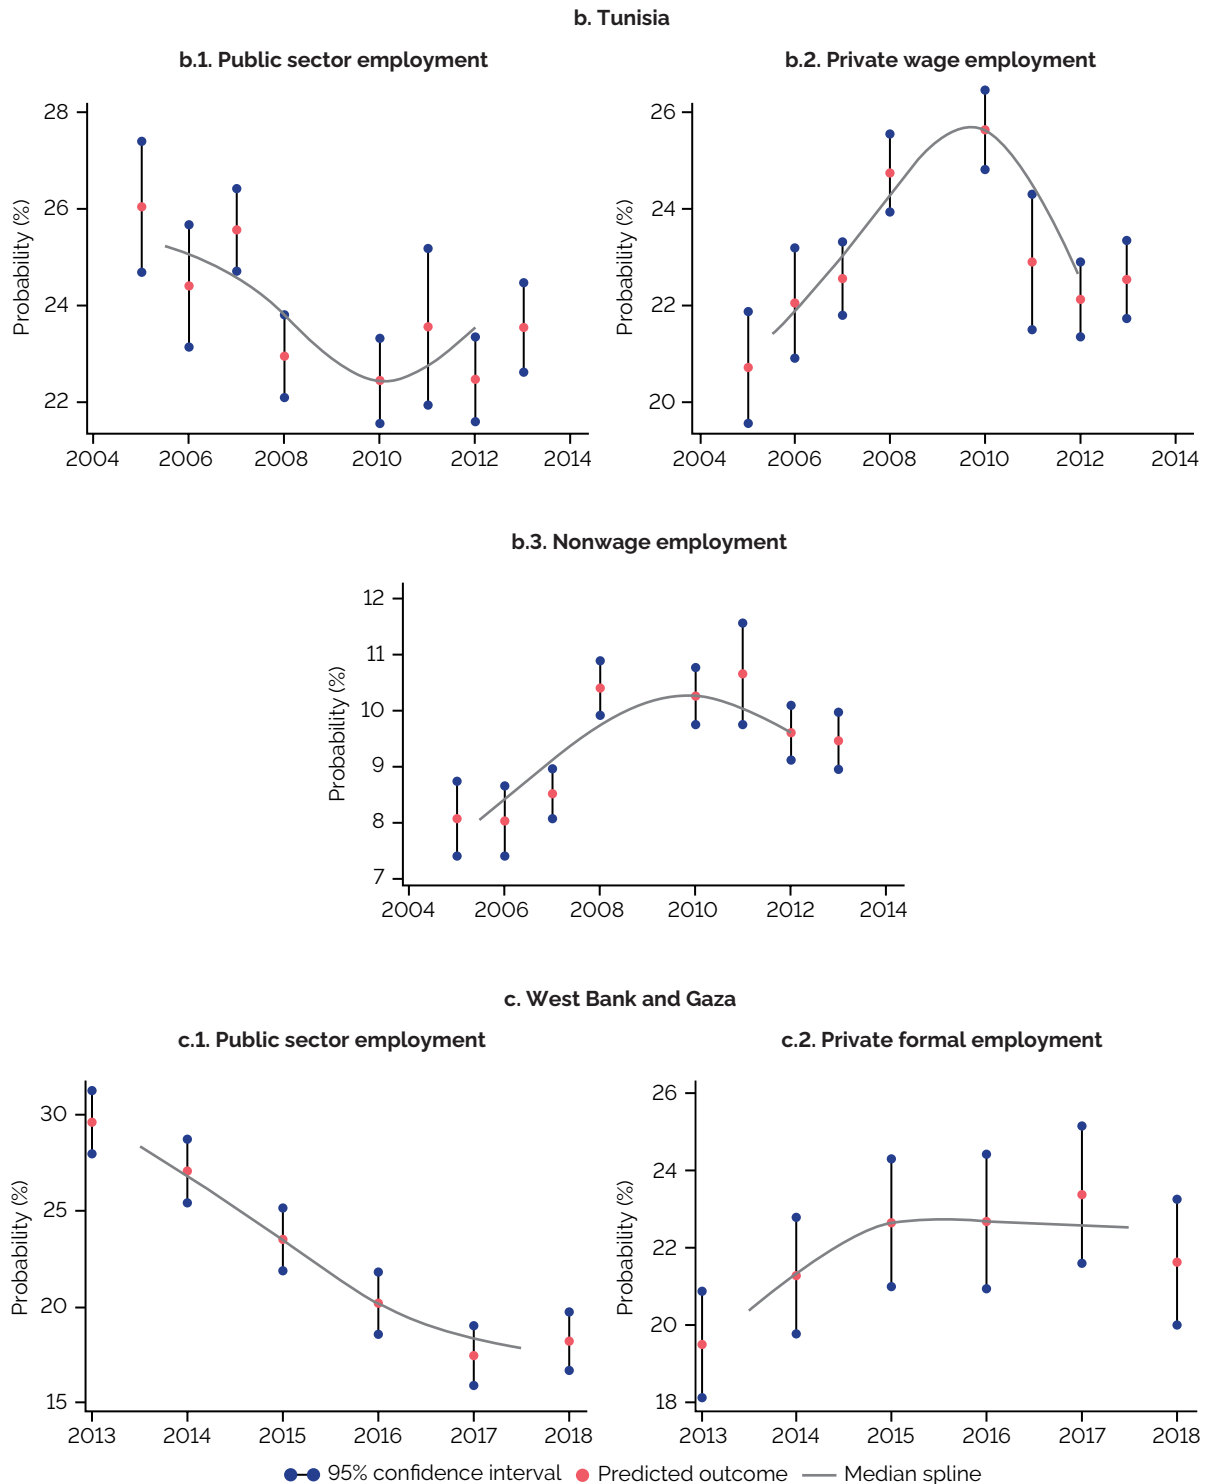 b. Tunisia
b.1. Public sector employment
b.2. Private wage employment
Probability (%)
28
26
24
22
2004 2006 2008 2010 2012 2014
Probability (%)
26
24
22
20
2004 2006 2008 2010 2012 2014
b.3. Nonwage employment
Probability (%)
12
11
10
9
8
7
2004 2006 2008 2010 2012 2014
c. West Bank and Gaza
c.1. Public sector employment
c.2. Private formal employment
Probability (%)
30
25
20
15
2013 2014 2015 2016 2017 2018
Probability (%)
26
24
22
20
18
2013 2014 2015 2016 2017 2018
95% confidence interval Predicted outcome Median spline